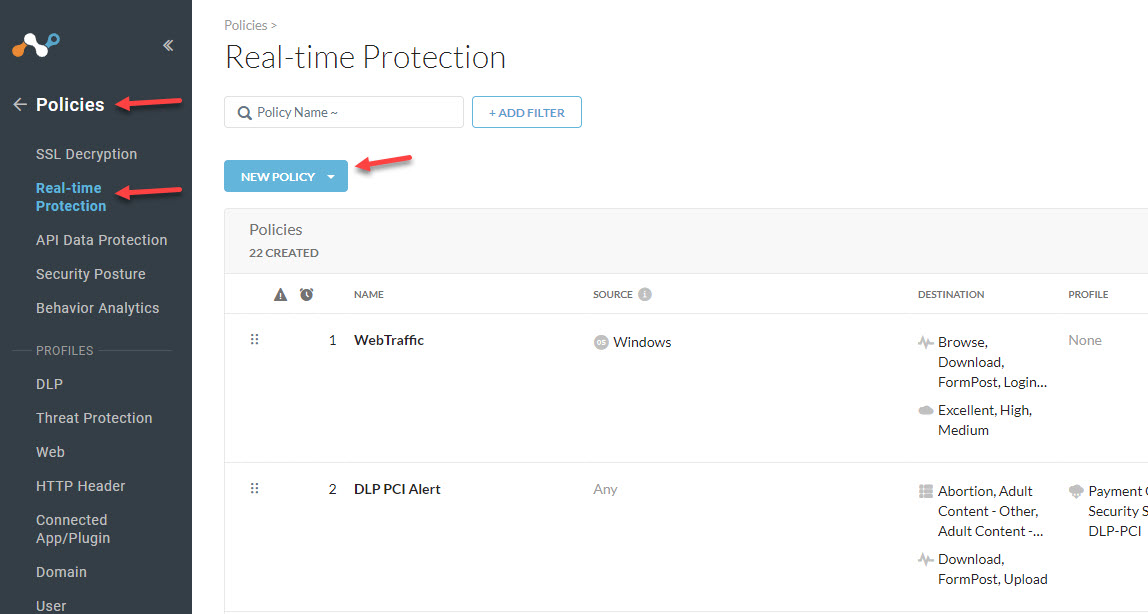 Policies >
Real-time Protection
Policies
SSL Decryption
Real-time
Protection
API Data Protection
Security Posture
Behavior Analytics
PROFILES
DLP
Threat Protection
Web
HTTP Header
Connected
App/Plugin
Domain
User
Policy Name ~
+ ADD FILTER
NEW POLICY
Policies
22 CREATED
NAME SOURCE i DESTINATION PROFILE
1 WebTraffic OS Windows Browse, None
Download,
FormPost, Login...
Excellent, High,
Medium
2 DLP PCI Alert Any Abortion, Adult Payment
Content - Other, Security S
Adult Content -... DLP-PCI
Download,
FormPost, Upload